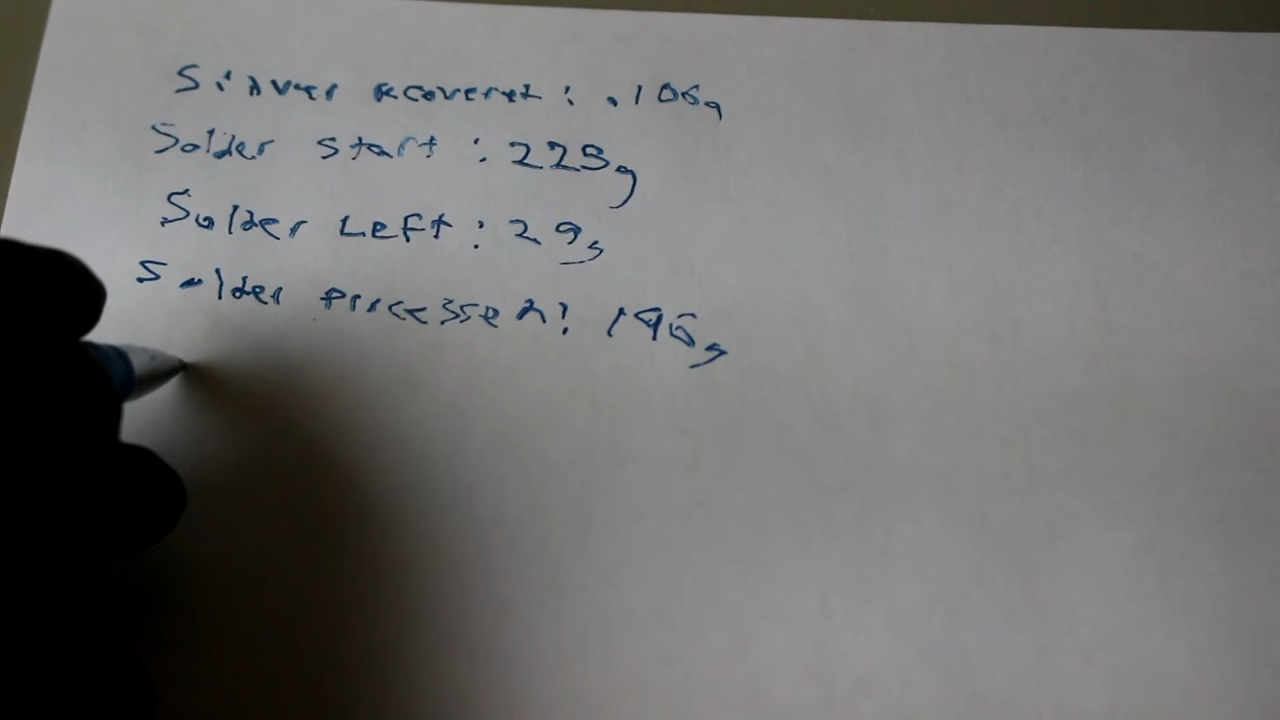 Silver recovered: .106g
Solder start: 225g
Solder Left: 29g
Solder processed: 196g